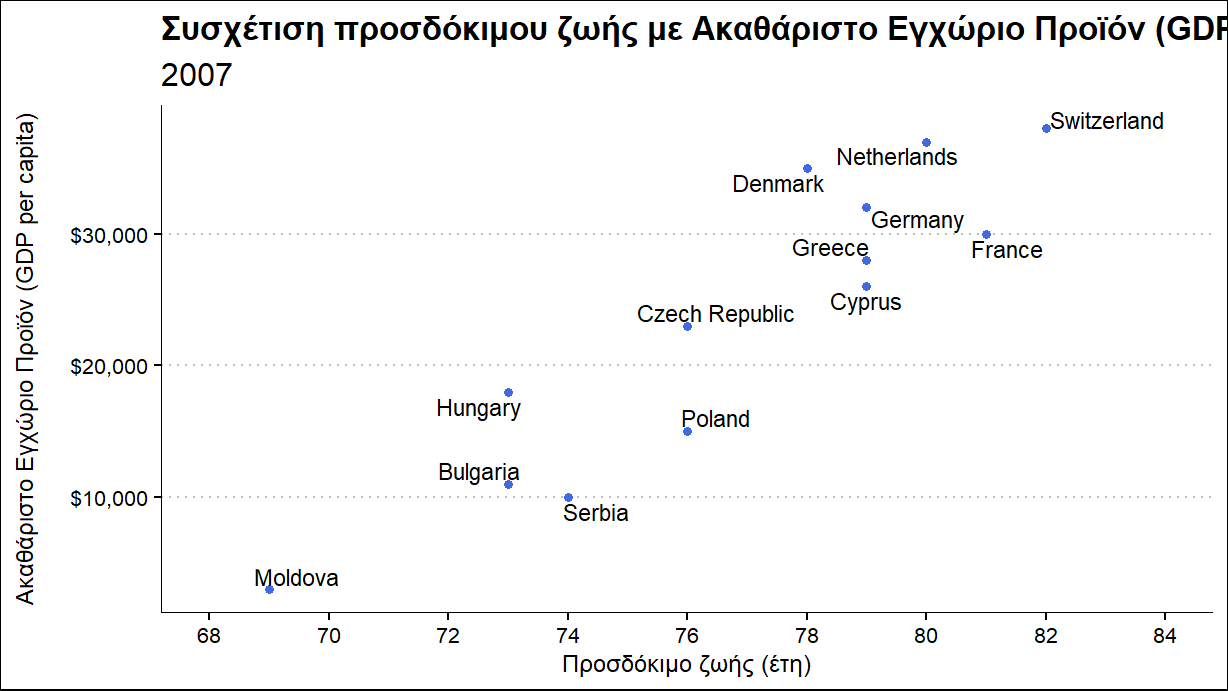 Συσχέτιση προσδόκιμου ζωής με Ακαθάριστο Εγχώριο Προϊόν (GDP
2007
Ακαθάριστο Εγχώριο Προϊόν (GDP per capita)
Switzerland
Netherlands
Denmark
Germany
$30,000
France
Greece
Cyprus
Czech Republic
$20,000
Hungary
Poland
Bulgaria
$10,000
Serbia
Moldova
68 70 72 74 76 78 80 82 84
Προσδόκιμο ζωής (έτη)